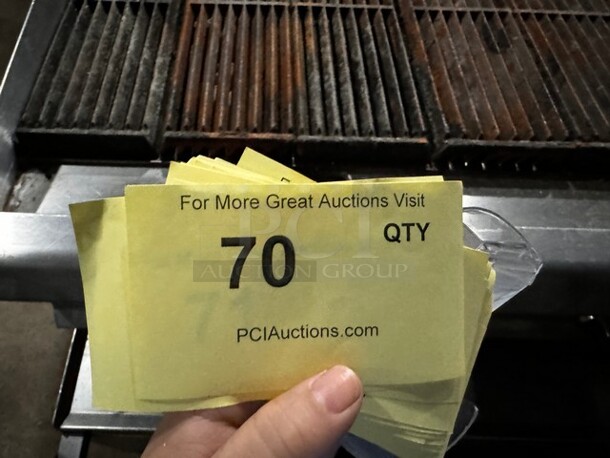 For More Great Auctions Visit
70 QTY
PCI
AUCTION GROUP
PCIAuctions.com